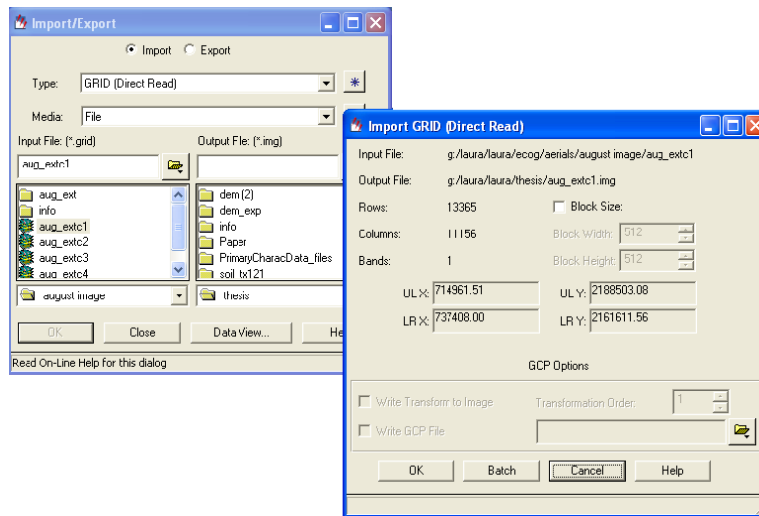 Import/Export
Import Export
Type: GRID (Direct Read)
Media: File
Input File: (*.grid) Output File: (*.img)
aug_extc1
aug_ext
info
aug_extc1
aug_extc2
aug_extc3
aug_extc4
dem (2)
dem_exp
info
Paper
PrimaryCharacData_files
soil_tx121
august image thesis
OK Close Data View...
Read On-Line Help for this dialog
Import GRID (Direct Read)
Input File: g:/laura/laura/ecog/aerials/august image/aug_extc1
Output File: g:/laura/laura/thesis/aug_extc1.img
Rows: 13365 Block Size:
Columns: 11156 Block Width: 512
Bands: 1 Block Height: 512
UL X: 714961.51 UL Y: 2188503.08
LR X: 737408.00 LR Y: 2161611.56
GCP Options
Write Transform to Image Transformation Order: 1
Write GCP File
OK Batch Cancel Help